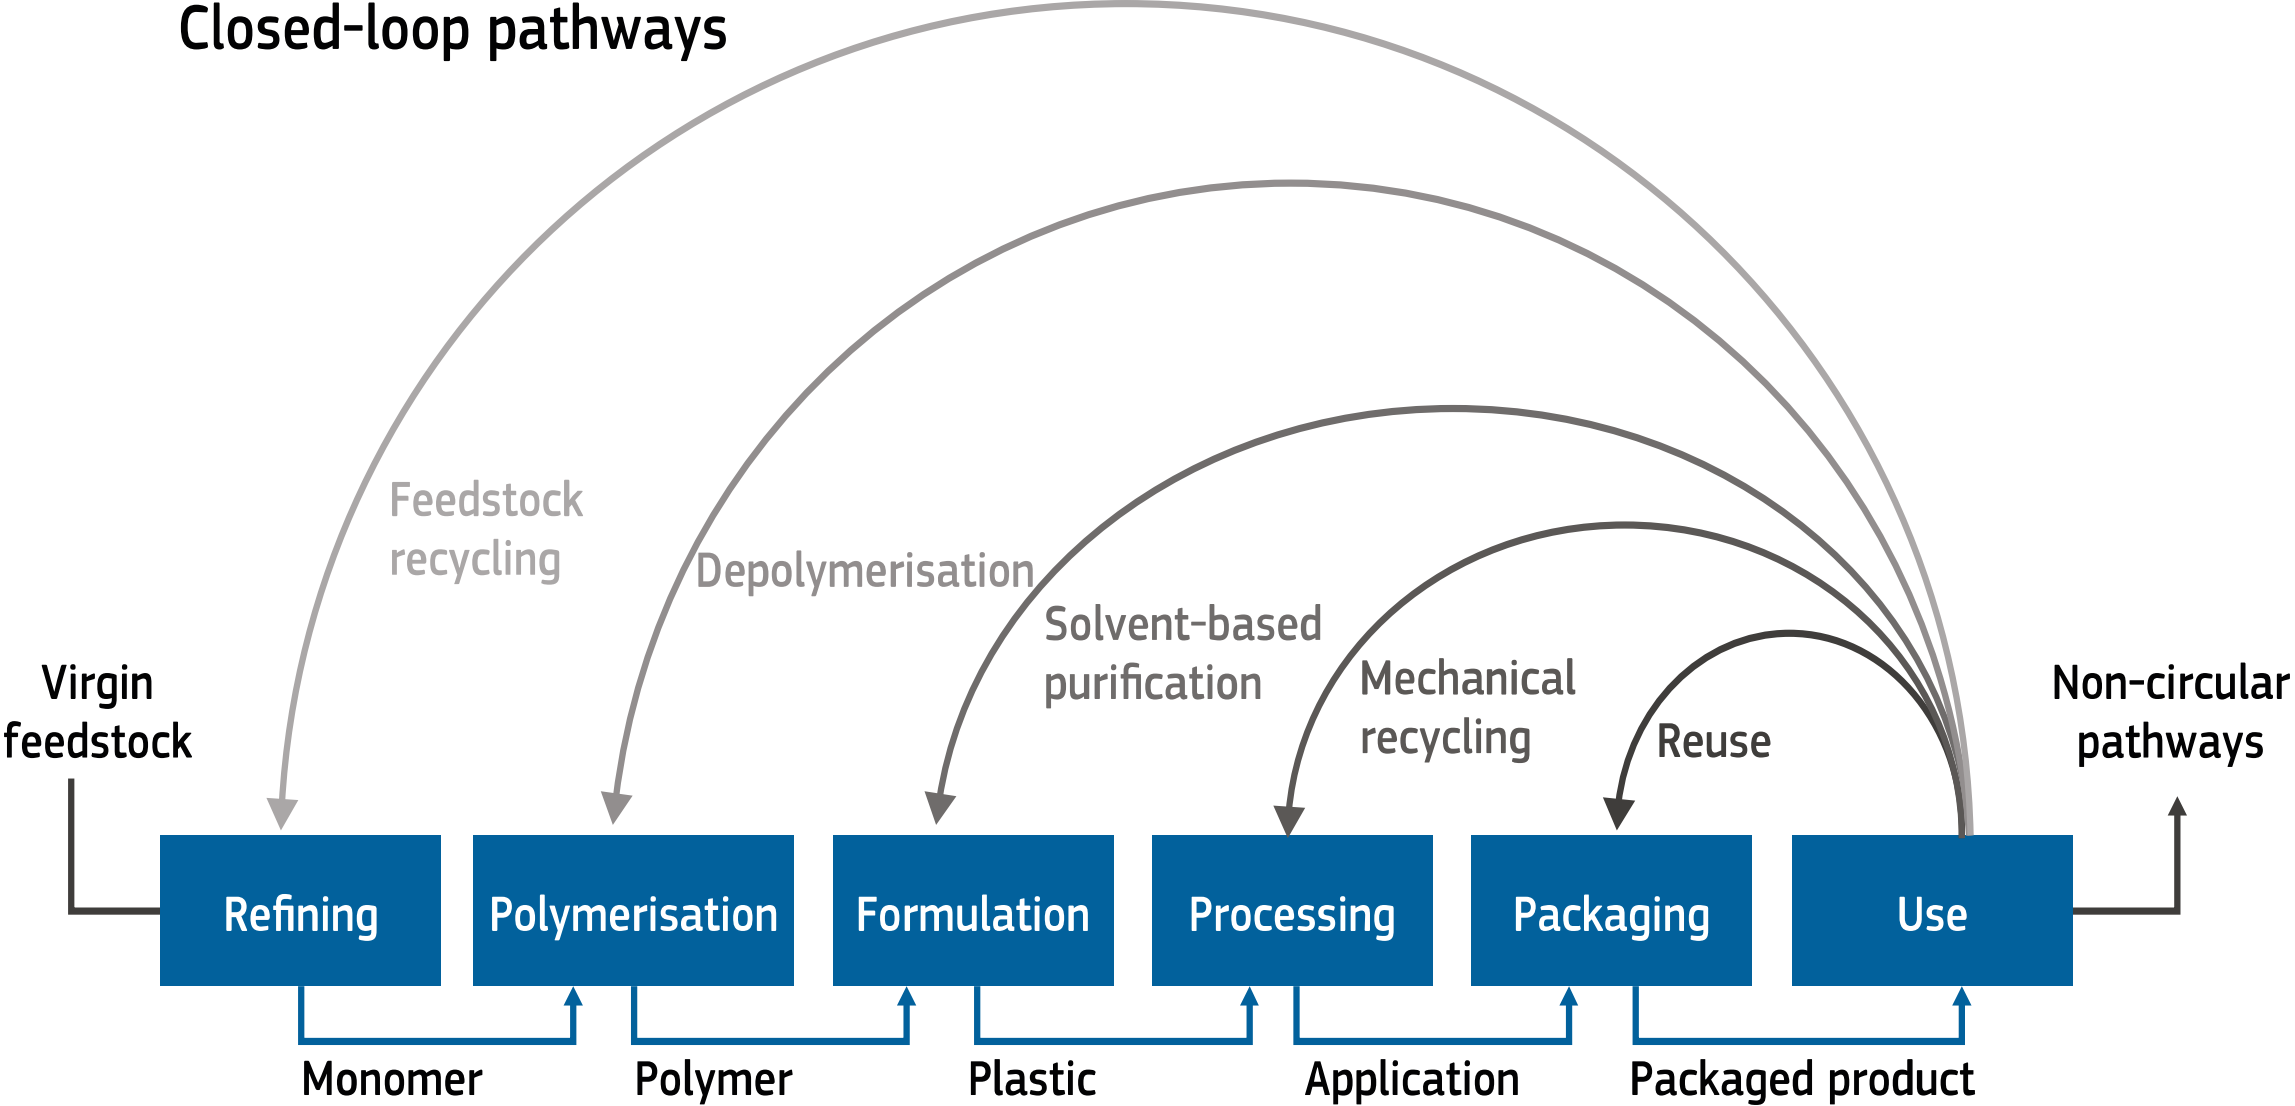 Closed-loop pathways
Feedstock
recycling
Depolymerisation
Solvent-based
purification
Mechanical
recycling
Reuse
Virgin
feedstock
Non-circular
pathways
Refining
Polymerisation
Formulation
Processing
Packaging
Use
Monomer
Polymer
Plastic
Application
Packaged product